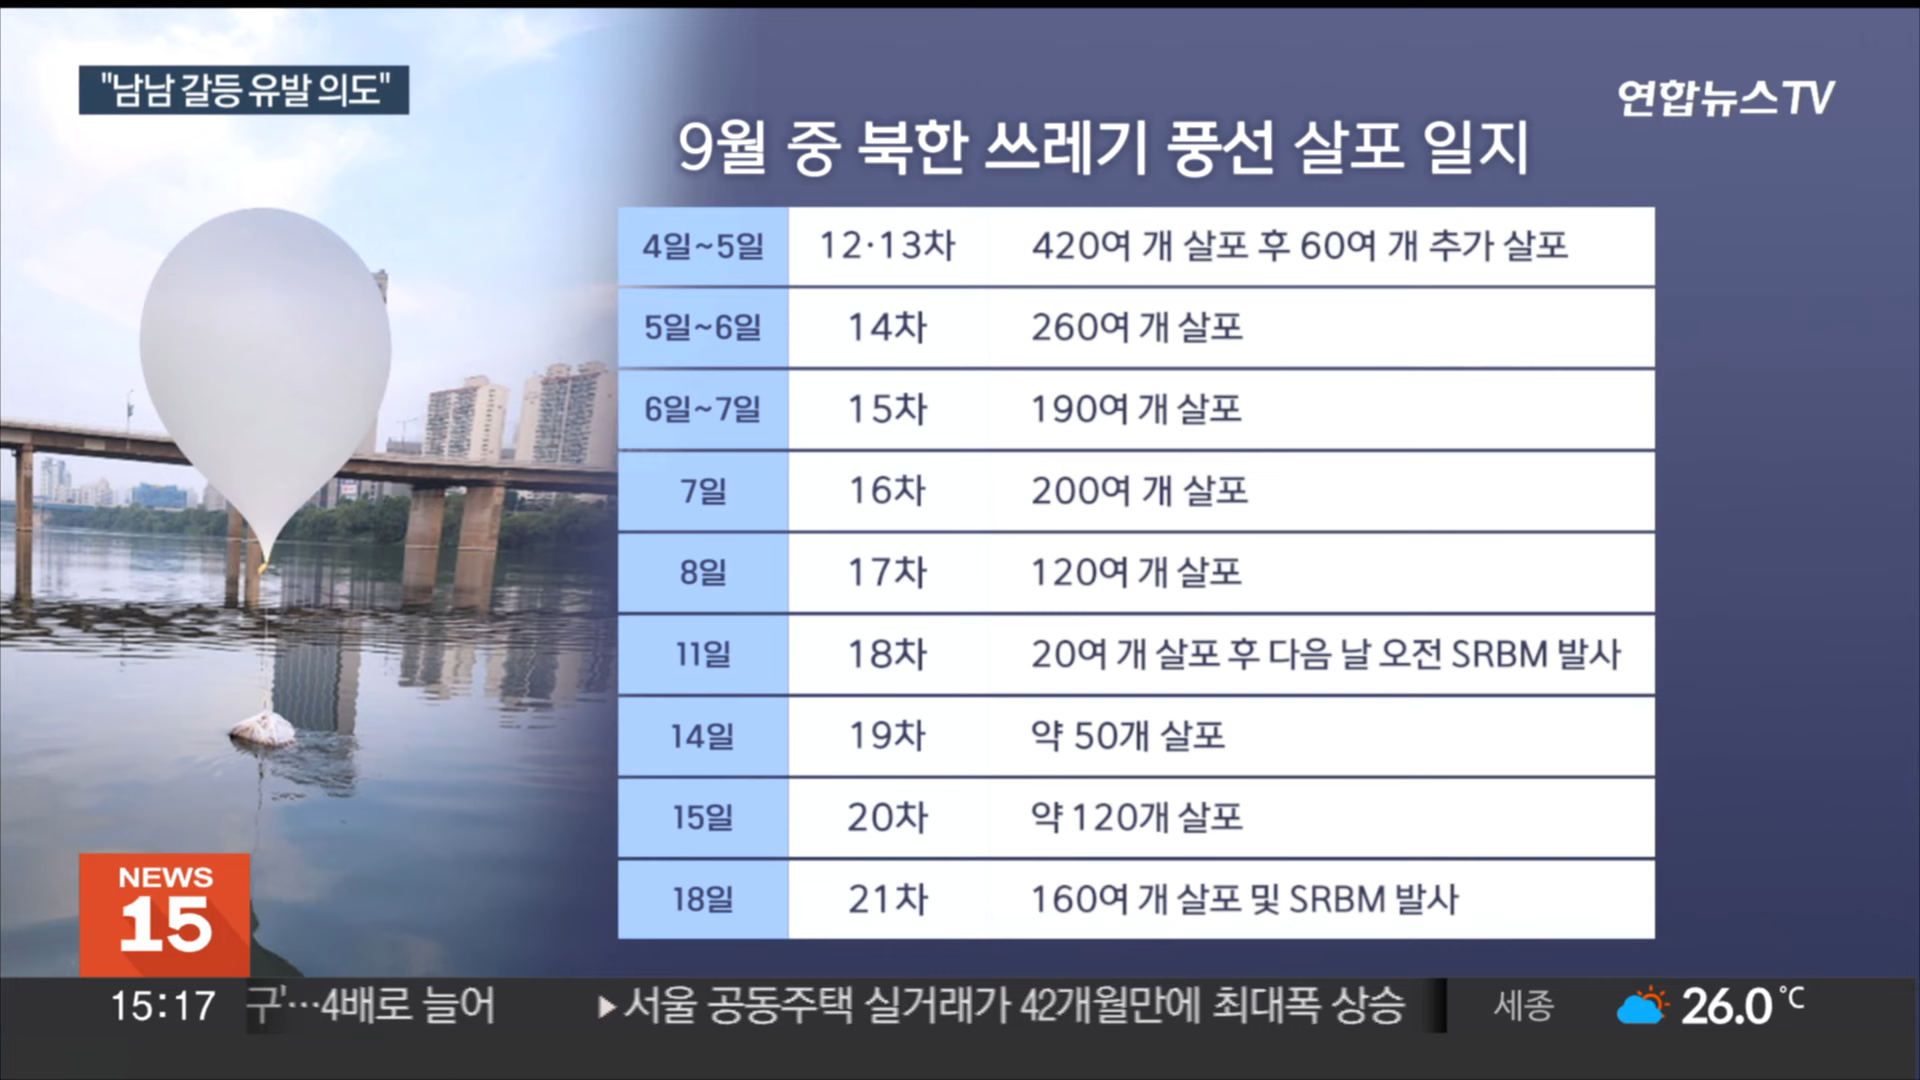 "남남 갈등 유발 의도"
연합뉴스TV
9월 중 북한 쓰레기 풍선 살포 일지
4일~5일 12·13차 420여 개 살포 후 60여 개 추가 살포
5일~6일 14차 260여 개 살포
6일~7일 15차 190여 개 살포
7일 16차 200여 개 살포
8일 17차 120여 개 살포
11일 18차 20여 개 살포 후 다음 날 오전 SRBM 발사
14일 19차 약 50개 살포
15일 20차 약 120개 살포
18일 21차 160여 개 살포 및 SRBM 발사
NEWS
15
15:17 구'…4배로 늘어 ▶서울 공동주택 실거래가 42개월만에 최대폭 상승 세종 26.0℃